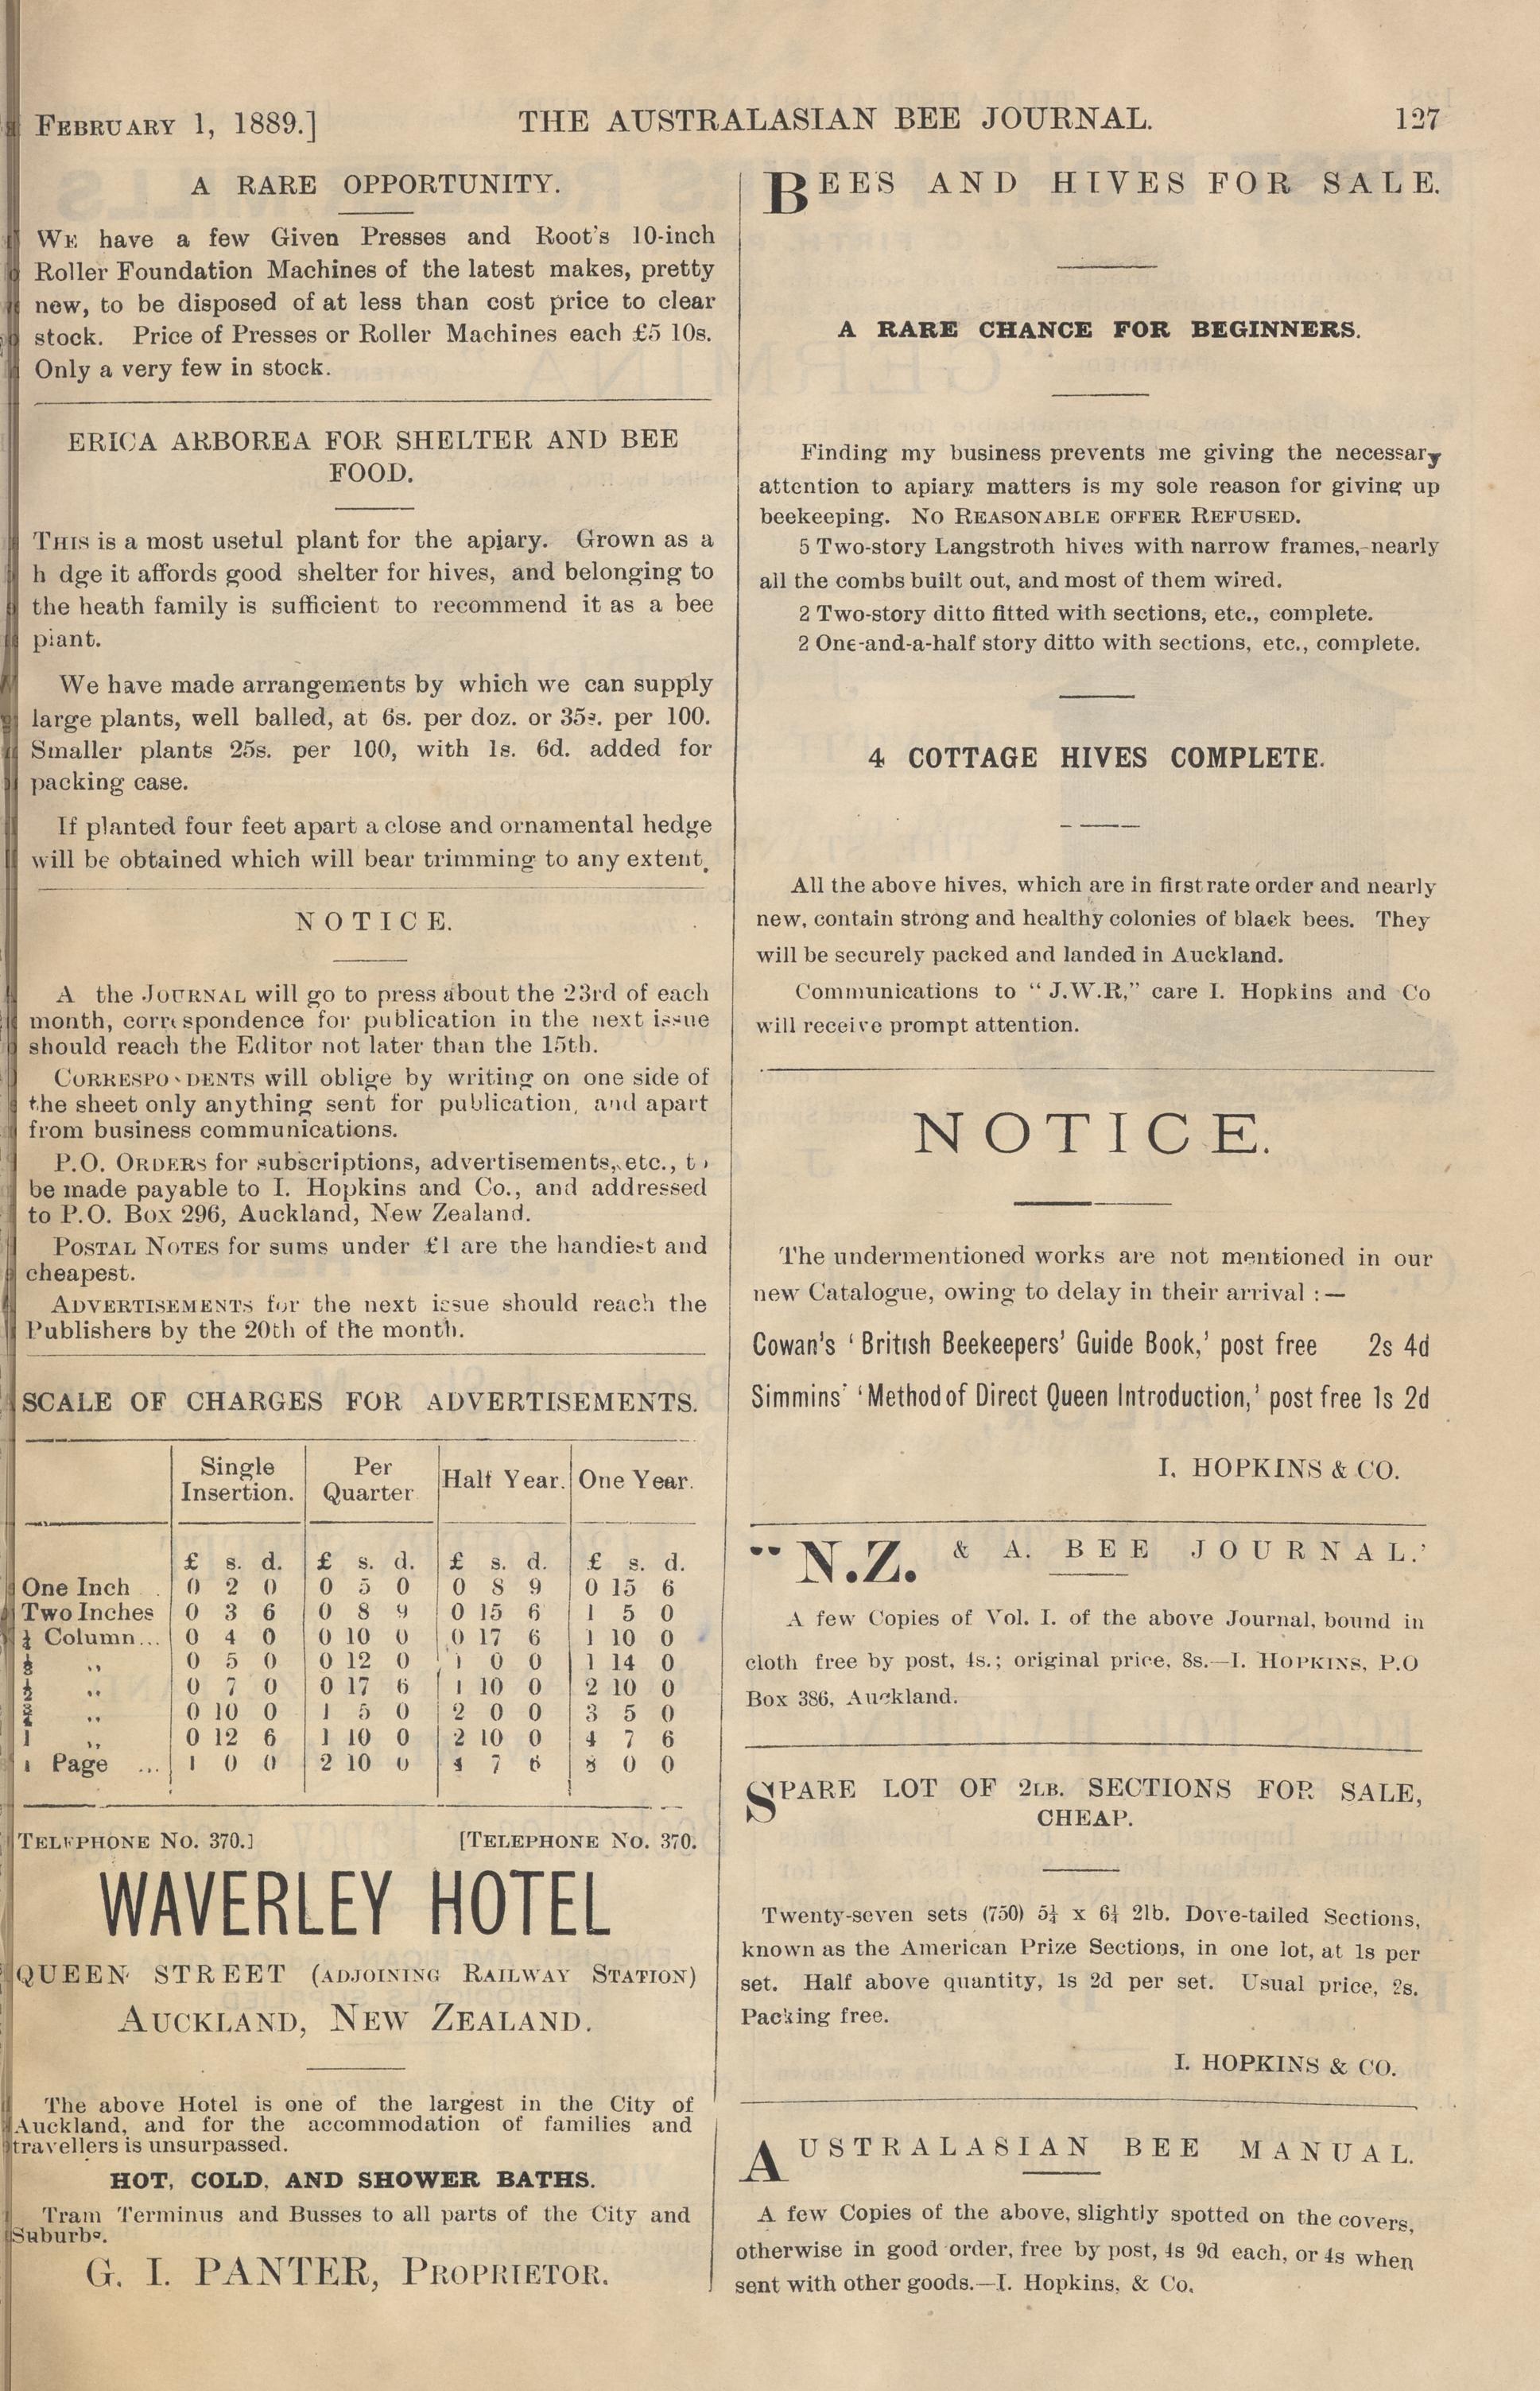 FEBRUARY 1, 1889.]
THE AUSTRALASIAN BEE JOURNAL.
127
A RARE OPPORTUNITY.
WE have a few Given Presses and Root's 10-inch
Roller Foundation Machines of the latest makes, pretty
new, to be disposed of at less than cost price to clear
stock. Price of Presses or Roller Machines each £5 10s.
Only a very few in stock.
ERICA ARBOREA FOR SHELTER AND BEE
FOOD.
THIS is a most useful plant for the apiary. Grown as a
h dge it affords good shelter for hives, and belonging to
the heath family is sufficient to recommend it as a bee
plant.
We have made arrangements by which we can supply
large plants, well balled, at 6s. per doz. or 35s. per 100.
Smaller plants 25s. per 100, with 1s. 6d. added for
packing case.
If planted four feet apart a close and ornamental hedge
will be obtained which will bear trimming to any extent.
NOTICE.
A the JOURNAL will go to press about the 23rd of each
month, correspondence for publication in the next issue
should reach the Editor not later than the 15th.
CORRESPO DENTS will oblige by writing on one side of
the sheet only anything sent for publication, and apart
from business communications.
P.O. ORDERS for subscriptions, advertisements, etc., to
be made payable to I. Hopkins and Co., and addressed
to P.O. Box 296, Auckland, New Zealand.
POSTAL NOTES for sums under £1 are the handiest and
cheapest.
ADVERTISEMENTS for the next issue should reach the
Publishers by the 20th of the month.
SCALE OF CHARGES FOR ADVERTISEMENTS.
Single Insertion. Per Quarter Half Year. One Year.
£ s. d. £ s. d. £ s. d. £ s. d.
One Inch . 0 2 0 0 5 0 0 8 9 0 15 6
Two Inches 0 3 6 0 8 9 0 15 6 1 5 0
¼ Column... 0 4 0 0 10 0 0 17 6 1 10 0
⅓ ,, 0 5 0 0 12 0 1 0 0 1 14 0
½ ,, 0 7 0 0 17 6 1 10 0 2 10 0
¾ ,, 0 10 0 1 5 0 2 0 0 3 5 0
1 ,, 0 12 6 1 10 0 2 10 0 4 7 6
1 Page ... 1 0 0 2 10 0 4 7 6 8 0 0
TELEPHONE NO. 370.] [TELEPHONE NO. 370.
WAVERLEY HOTEL
QUEEN STREET (ADJOINING RAILWAY STATION)
AUCKLAND, NEW ZEALAND.
The above Hotel is one of the largest in the City of
Auckland, and for the accommodation of families and
travellers is unsurpassed.
HOT, COLD, AND SHOWER BATHS.
Tram Terminus and Busses to all parts of the City and
Suburbs.
G. I. PANTER, PROPRIETOR.
BEES AND HIVES FOR SALE.
A RARE CHANCE FOR BEGINNERS.
Finding my business prevents me giving the necessary
attention to apiary matters is my sole reason for giving up
beekeeping. NO REASONABLE OFFER REFUSED.
5 Two-story Langstroth hives with narrow frames, nearly
all the combs built out, and most of them wired.
2 Two-story ditto fitted with sections, etc., complete.
2 One-and-a-half story ditto with sections, etc., complete.
4 COTTAGE HIVES COMPLETE.
All the above hives, which are in first rate order and nearly
new, contain strong and healthy colonies of black bees. They
will be securely packed and landed in Auckland.
Communications to “ J.W.R,” care I. Hopkins and Co
will receive prompt attention.
NOTICE.
The undermentioned works are not mentioned in our
new Catalogue, owing to delay in their arrival :—
Cowan's ‘ British Beekeepers’ Guide Book,’ post free 2s 4d
Simmins’ ‘Method of Direct Queen Introduction,’ post free 1s 2d
I. HOPKINS & CO.
“ N.Z. & A. BEE JOURNAL.’
A few Copies of Vol. I. of the above Journal, bound in
cloth free by post, 4s.; original price, 8s.—I. HOPKINS, P.O
Box 386, Auckland.
SPARE LOT OF 2LB. SECTIONS FOR SALE,
CHEAP.
Twenty-seven sets (750) 5¼ x 6¼ 2lb. Dove-tailed Sections,
known as the American Prize Sections, in one lot, at 1s per
set. Half above quantity, 1s 2d per set. Usual price, 2s.
Packing free.
I. HOPKINS & CO.
AUSTRALASIAN BEE MANUAL.
A few Copies of the above, slightly spotted on the covers,
otherwise in good order, free by post, 4s 9d each, or 4s when
sent with other goods.—I. Hopkins, & Co.